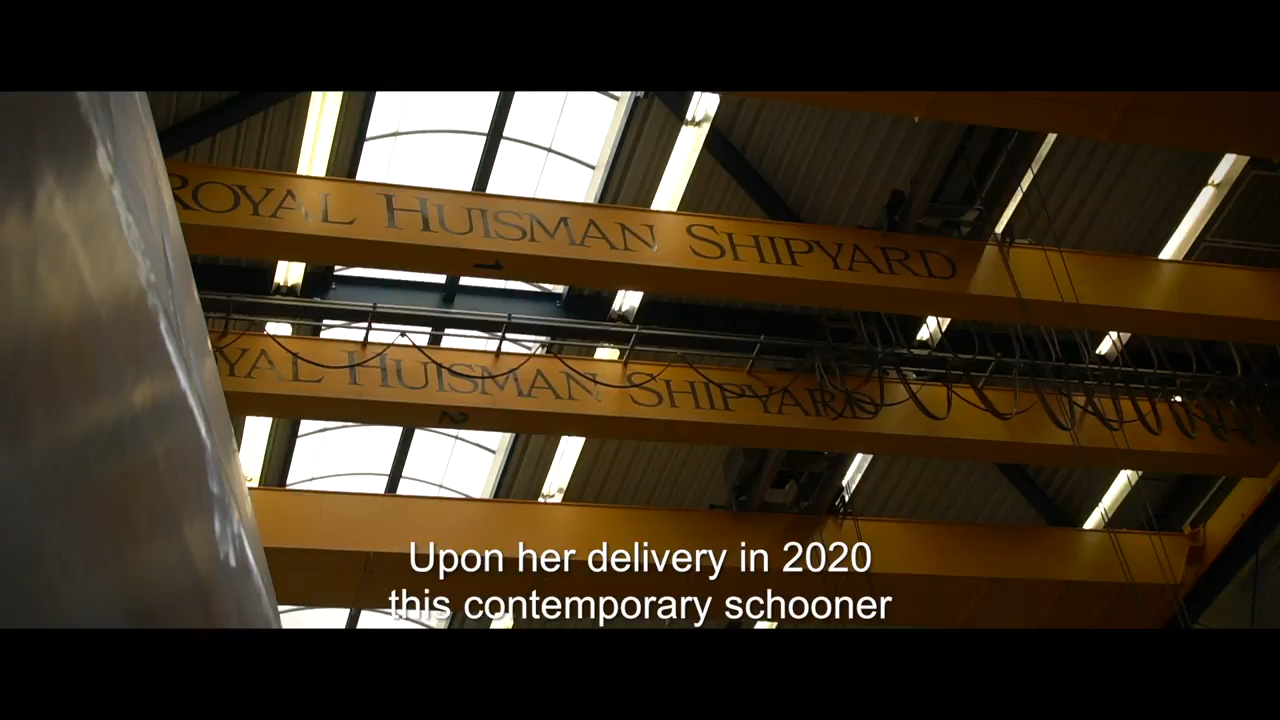 ROYAL HUISMAN SHIPYARD
1
YAL HUISMAN SHIPYARD
2
Upon her delivery in 2020
this contemporary schooner